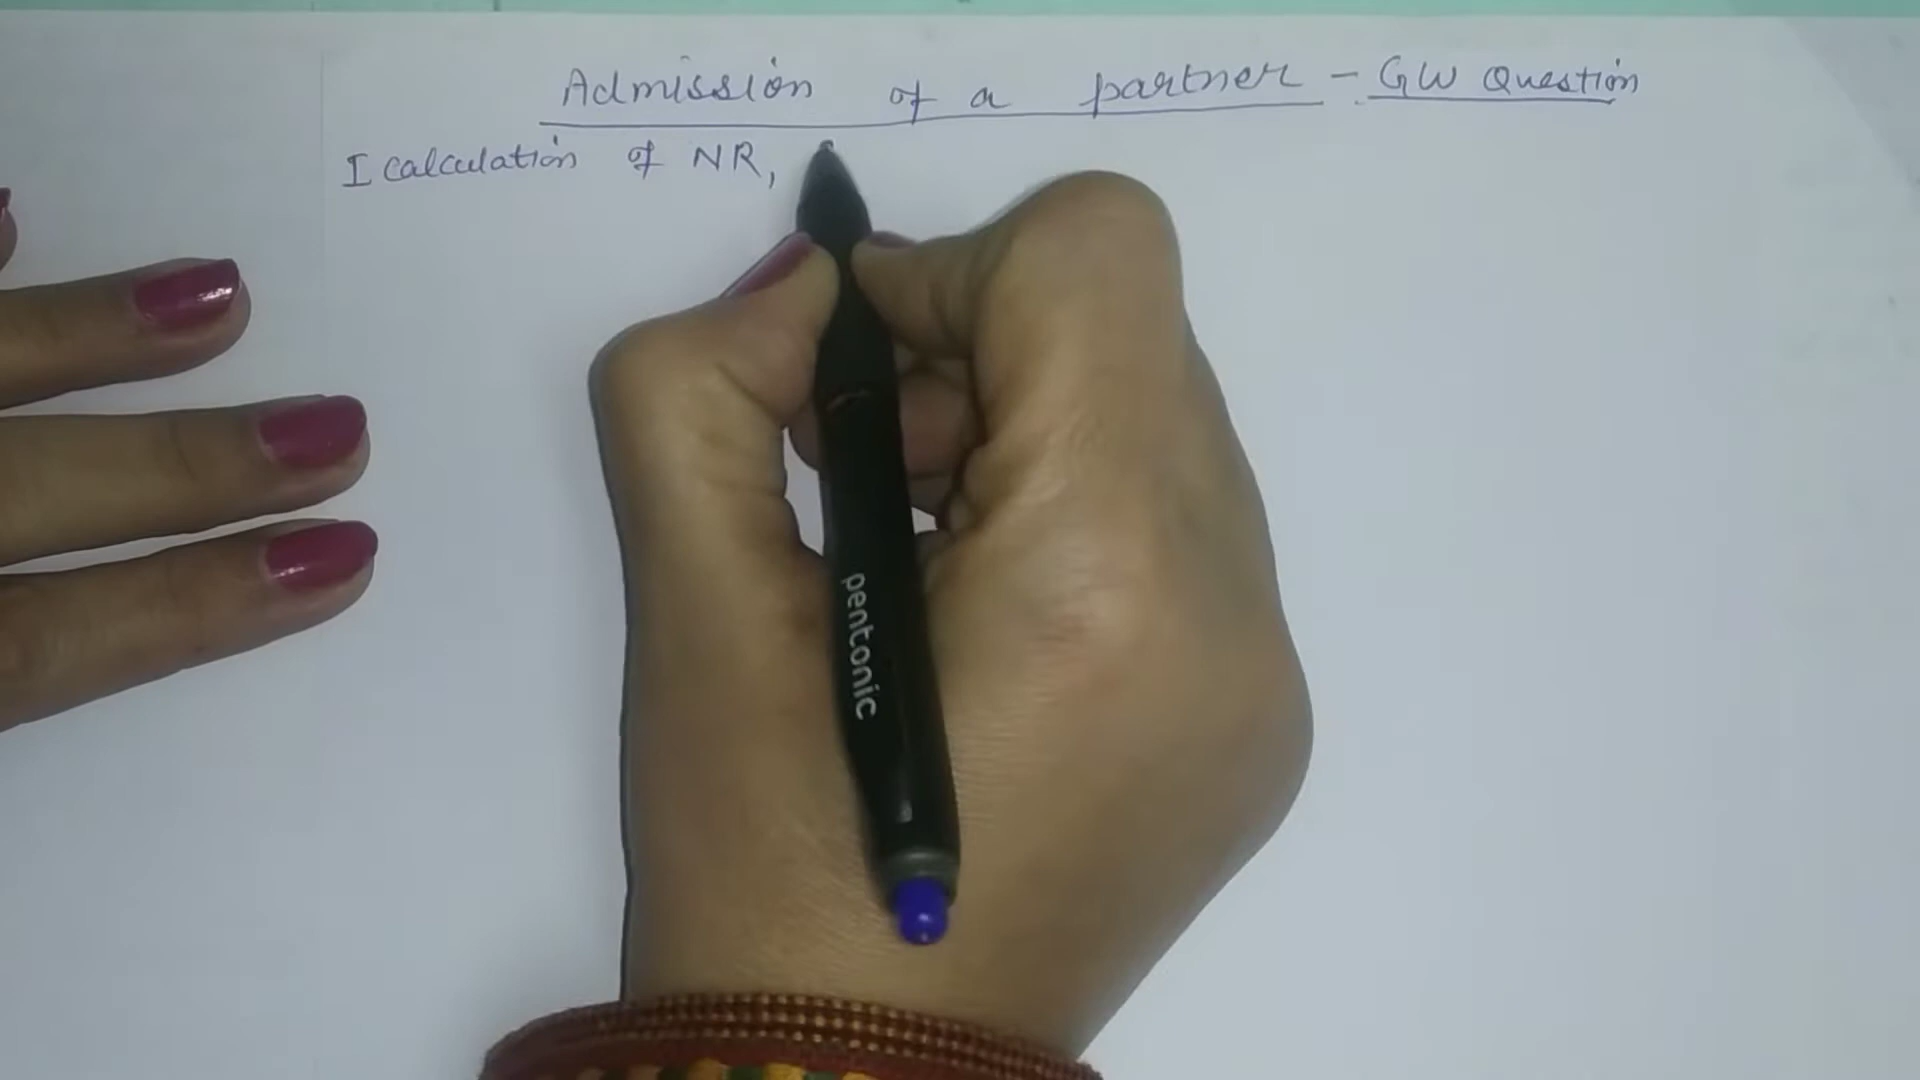 Admission of a partner - GW Question
I calculation of NR,
pentonic